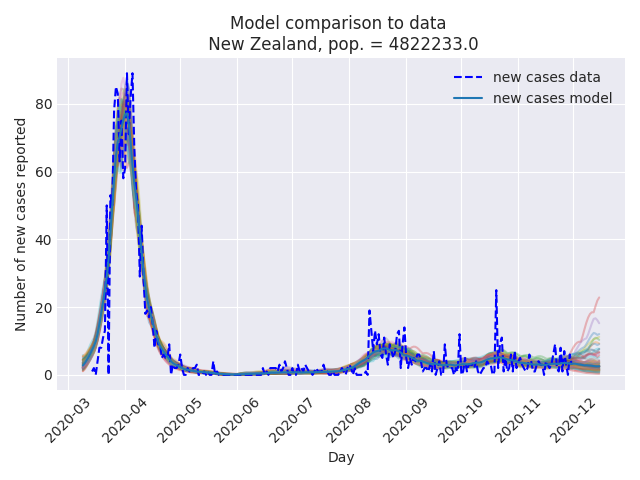 Model comparison to data
New Zealand, pop. = 4822233.0
new cases data
new cases model
Number of new cases reported
80
60
40
20
0
2020-03
2020-04
2020-05
2020-06
2020-07
2020-08
2020-09
2020-10
2020-11
2020-12
Day